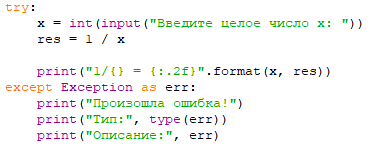 try:
    x = int(input("Введите целое число x: "))
    res = 1 / x

    print("1/{} = {:.2f}".format(x, res))
except Exception as err:
    print("Произошла ошибка!")
    print("Тип:", type(err))
    print("Описание:", err)